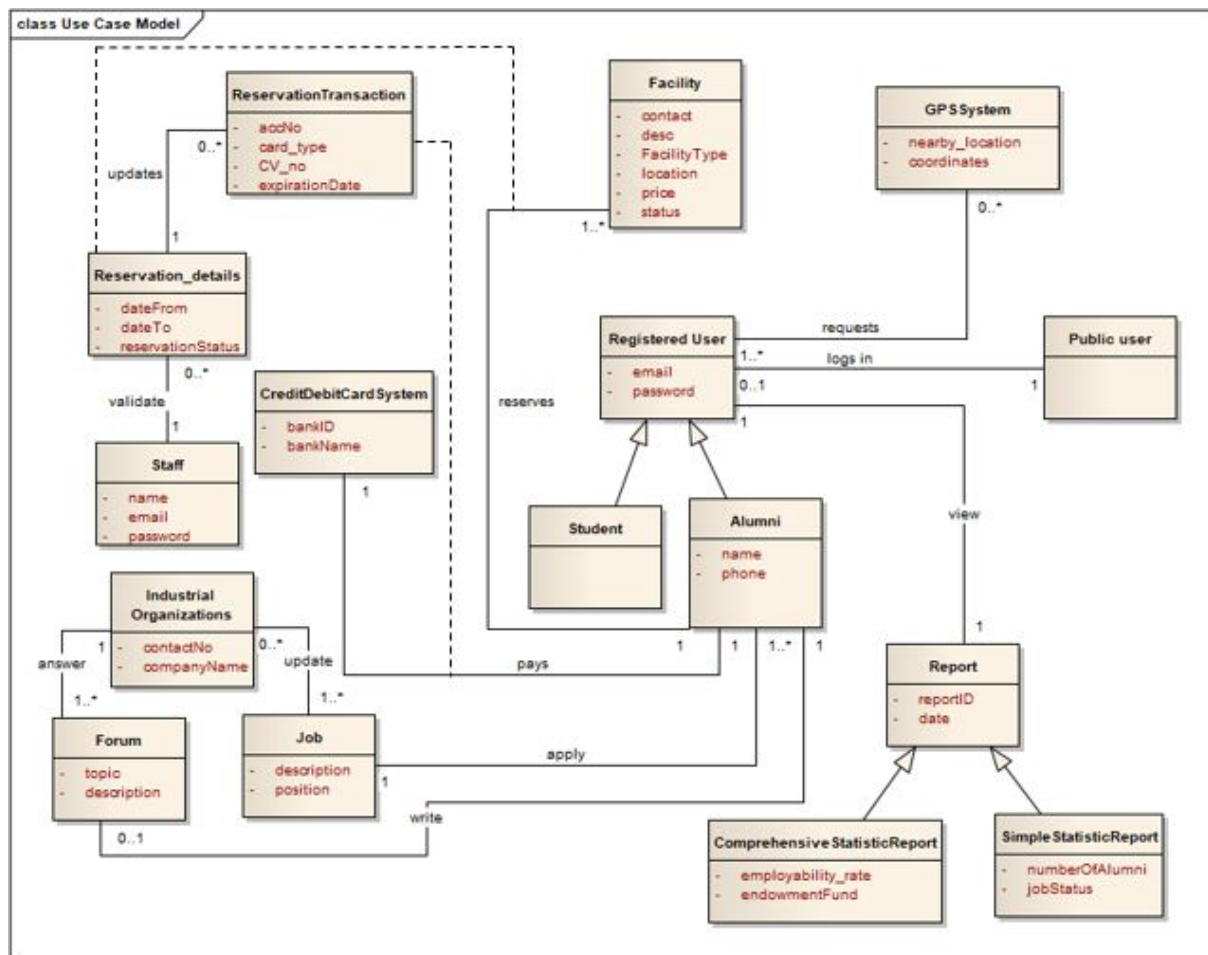 class Use Case Model
ReservationTransaction
- accNo
- card_type
- CV_no
- expirationDate
0..*
updates
1
Facility
- contact
- desc
- FacilityType
- location
- price
- status
1..*
GPSSystem
- nearby_location
- coordinates
0..*
Reservation_details
- dateFrom
- dateTo
- reservationStatus
0..*
validate
1
Staff
- name
- email
- password
CreditDebitCardSystem
- bankID
- bankName
1
reserves
Registered User
- email
- password
requests
1..*
logs in
0..1
1
1
Public user
Student
Alumni
- name
- phone
view
1
1
1
1..*
1
pays
Industrial
Organizations
- contactNo
- companyName
1
answer
1..*
0..*
update
1..*
Forum
- topic
- description
0..1
Job
- description
- position
1
apply
write
Report
- reportID
- date
ComprehensiveStatisticReport
- employability_rate
- endowmentFund
SimpleStatisticReport
- numberOfAlumni
- jobStatus